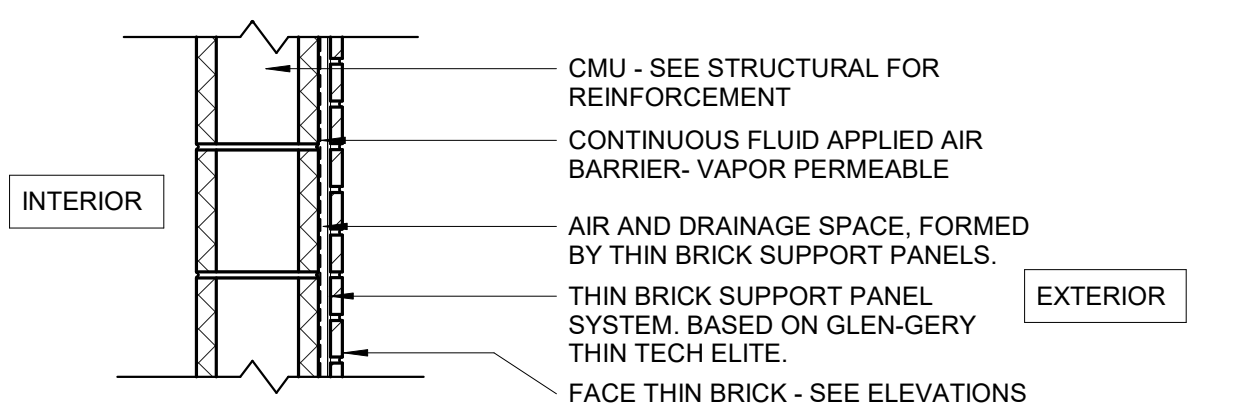 CMU - SEE STRUCTURAL FOR
REINFORCEMENT
CONTINUOUS FLUID APPLIED AIR
BARRIER- VAPOR PERMEABLE
INTERIOR
AIR AND DRAINAGE SPACE, FORMED
BY THIN BRICK SUPPORT PANELS.
THIN BRICK SUPPORT PANEL
SYSTEM. BASED ON GLEN-GERY
THIN TECH ELITE.
EXTERIOR
FACE THIN BRICK - SEE ELEVATIONS